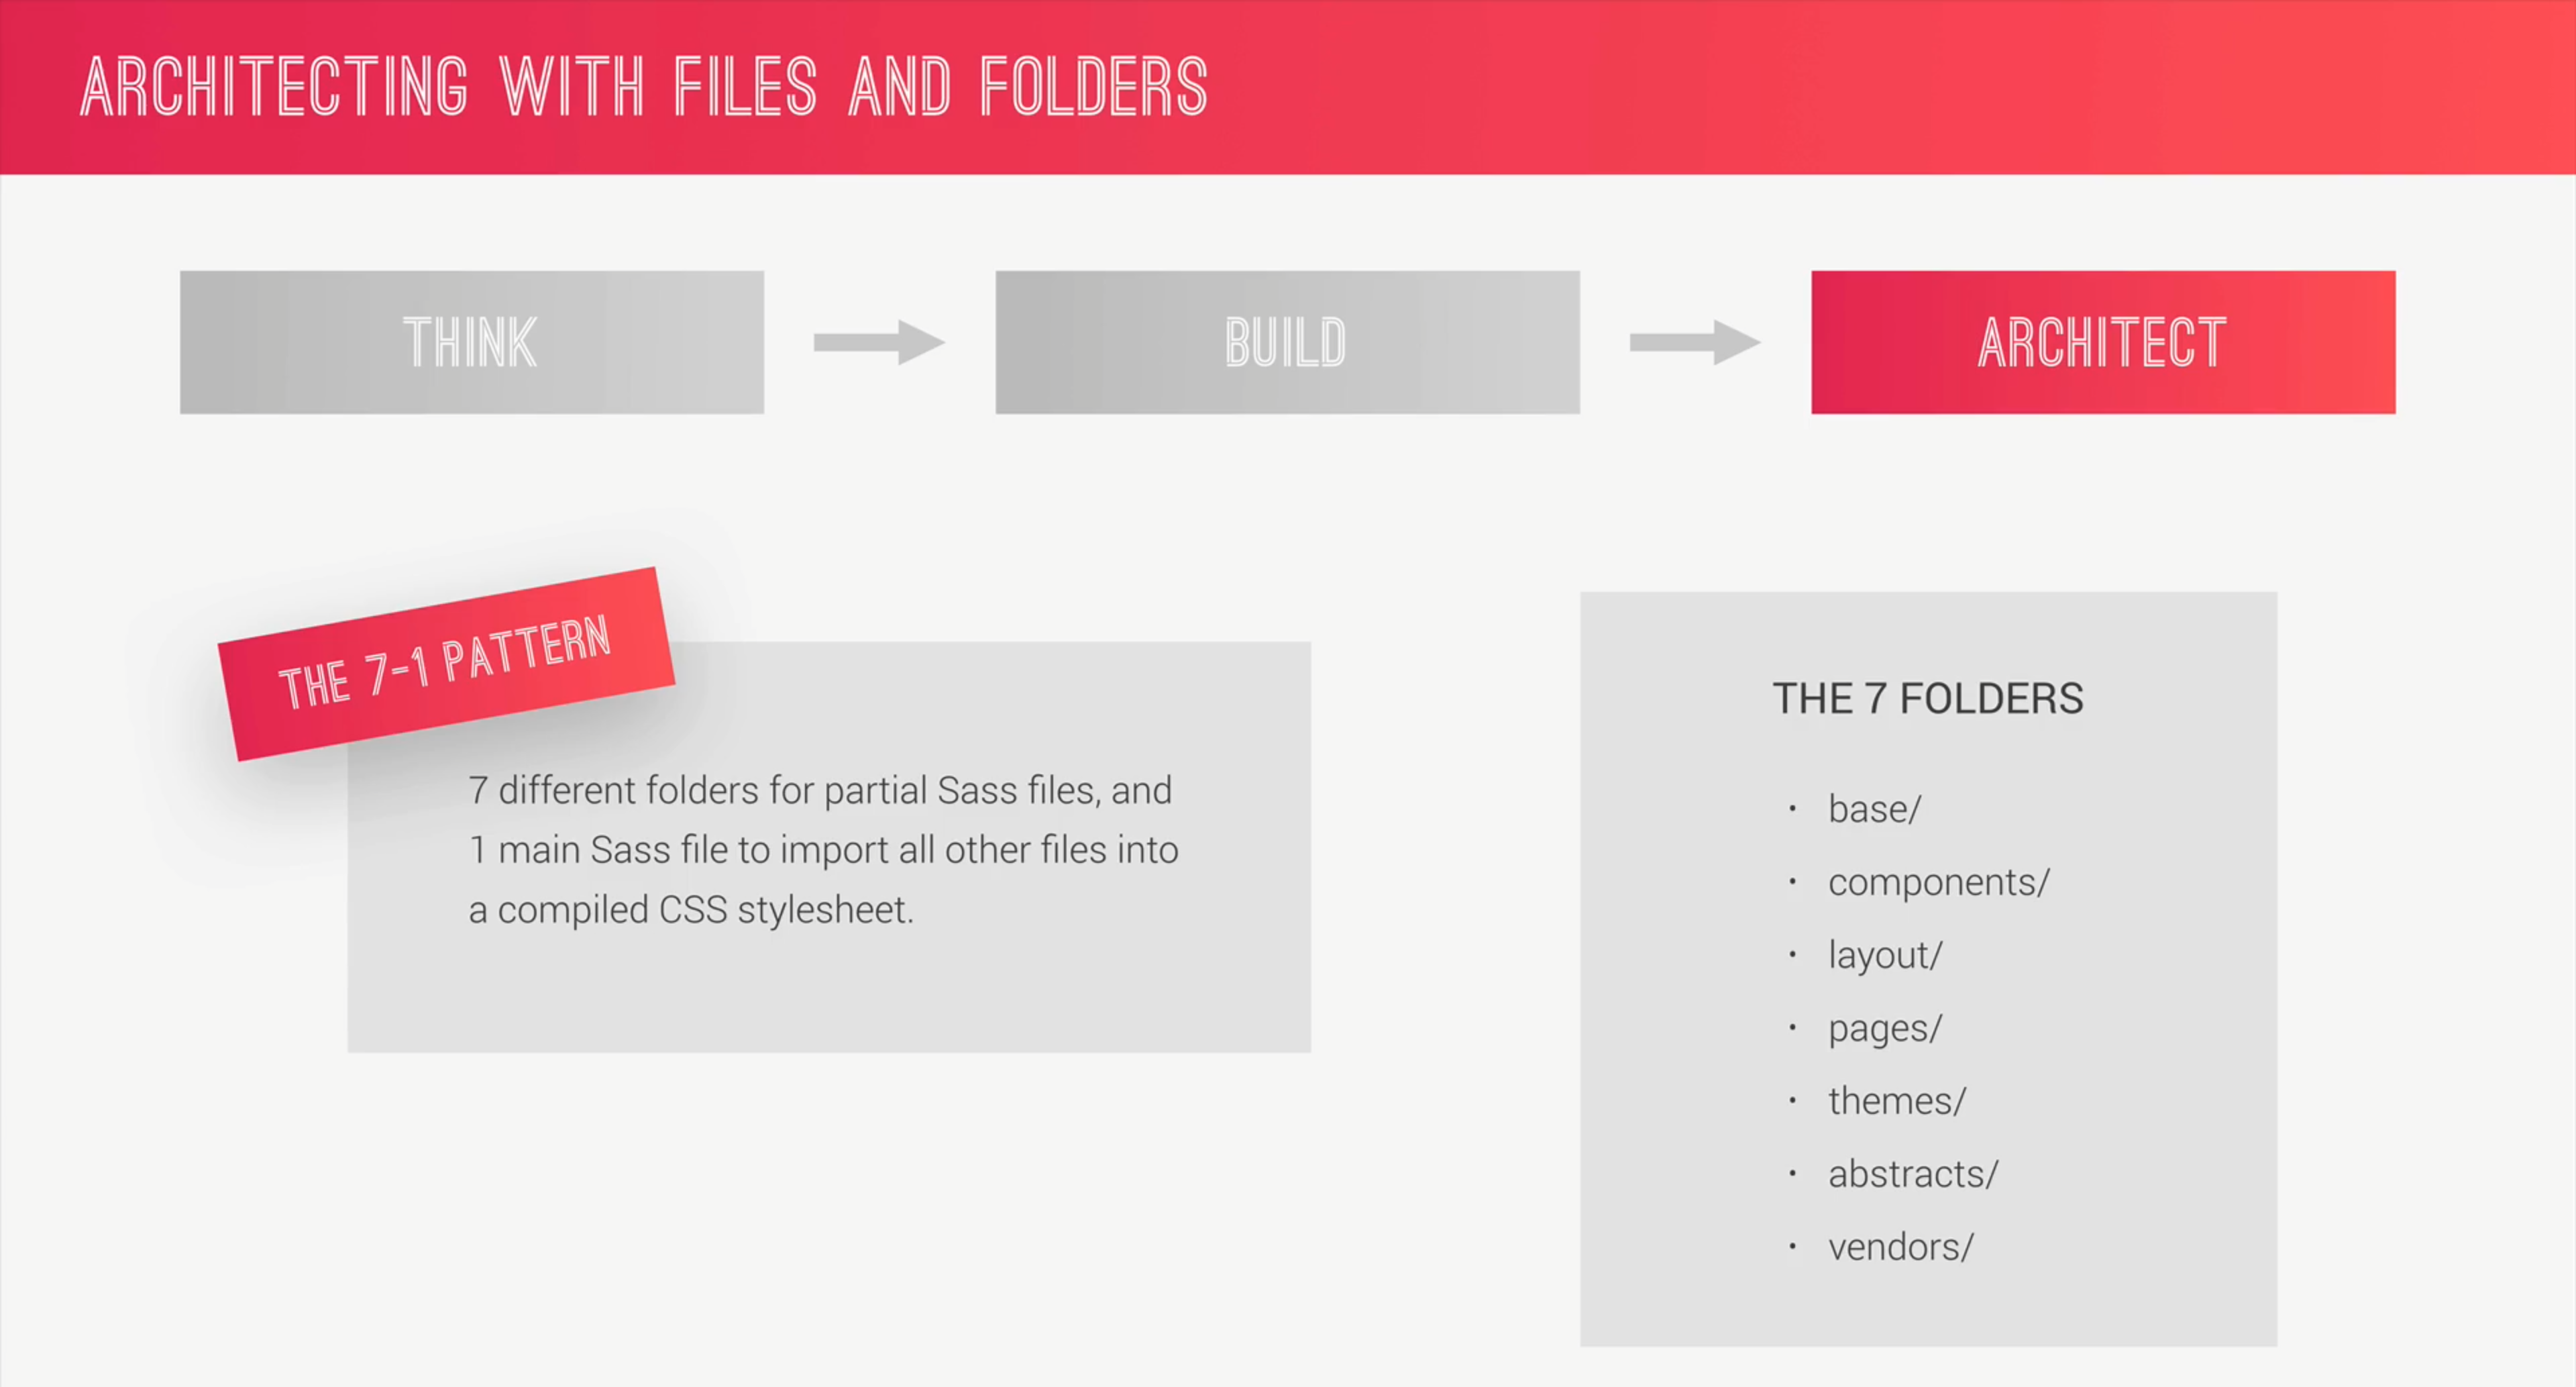 ARCHITECTING WITH FILES AND FOLDERS
THINK
BUILD
ARCHITECT
THE 7-1 PATTERN
7 different folders for partial Sass files, and
1 main Sass file to import all other files into
a compiled CSS stylesheet.
THE 7 FOLDERS
• base/
• components/
• layout/
• pages/
• themes/
• abstracts/
• vendors/